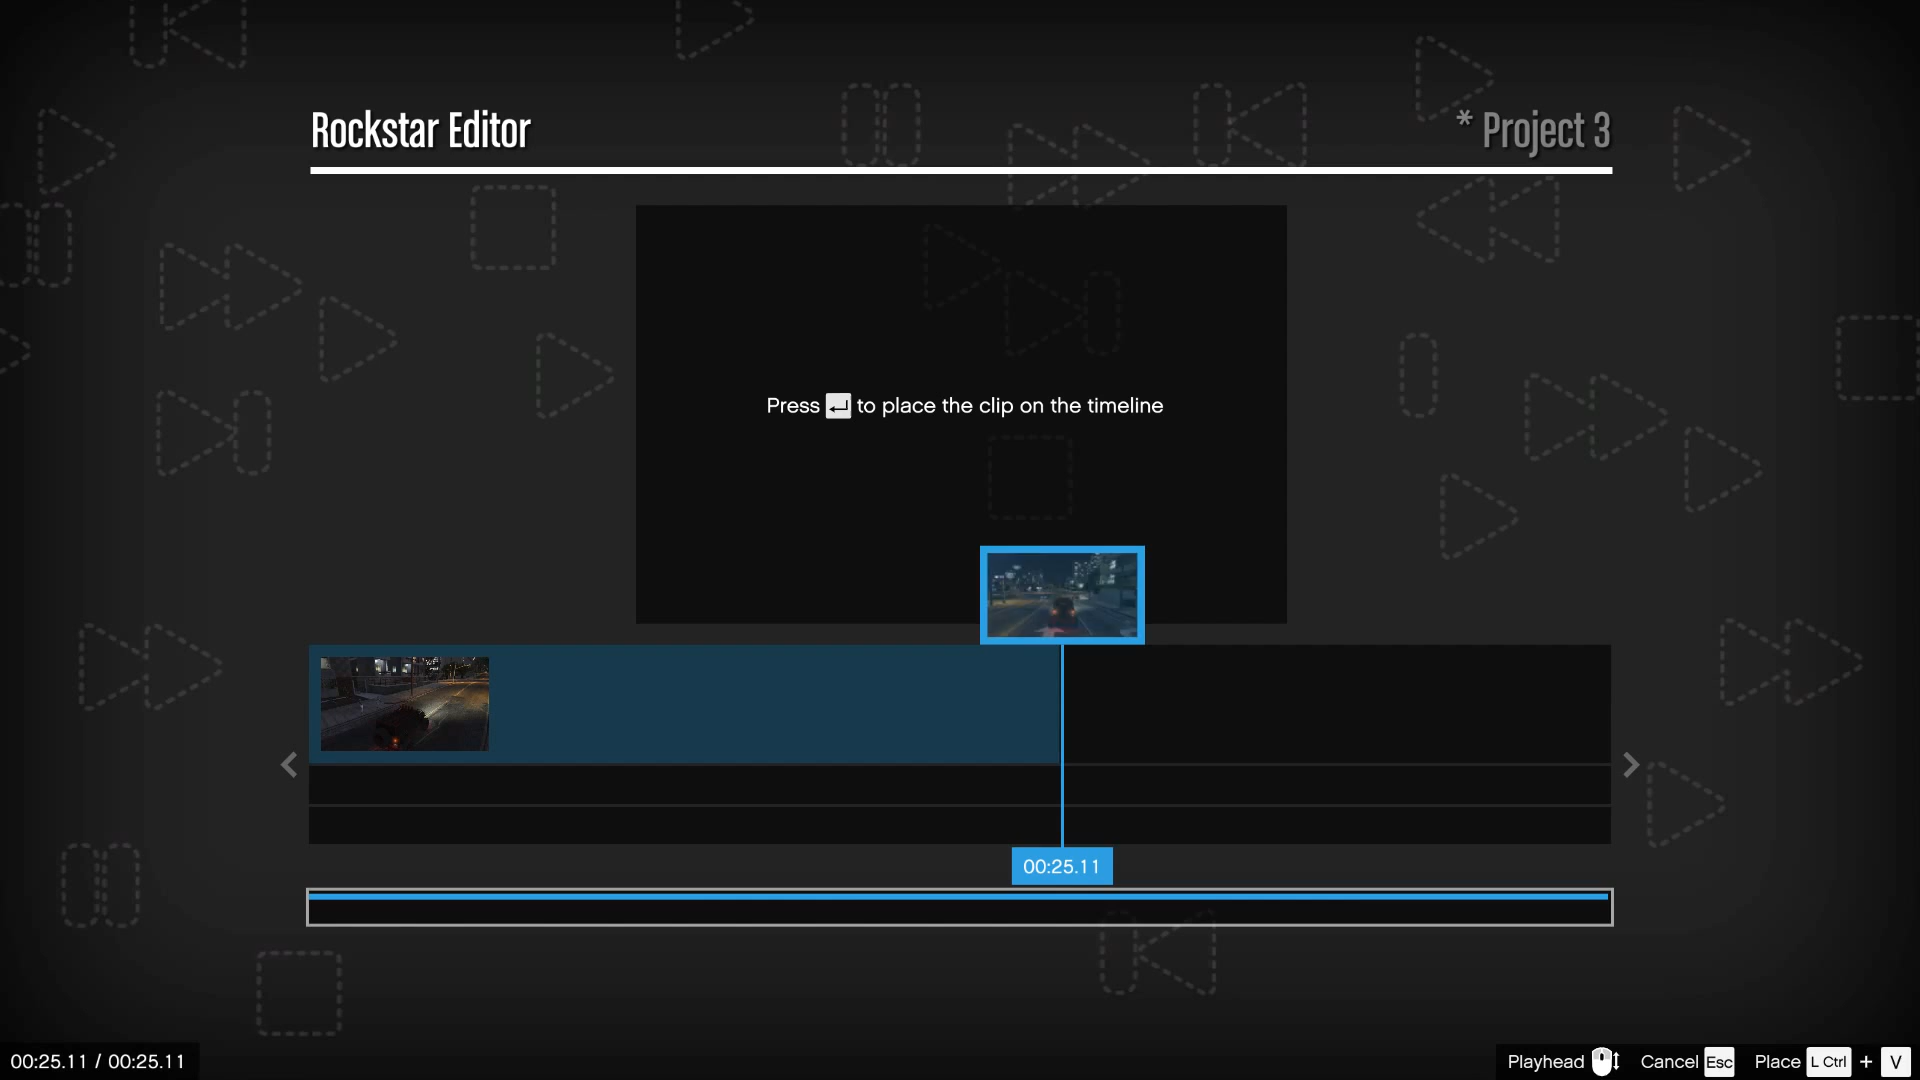 Rockstar Editor
* Project 3
Press to place the clip on the timeline
00:25.11
00:25.11 / 00:25.11
Playhead Cancel Esc Place L Ctrl + V